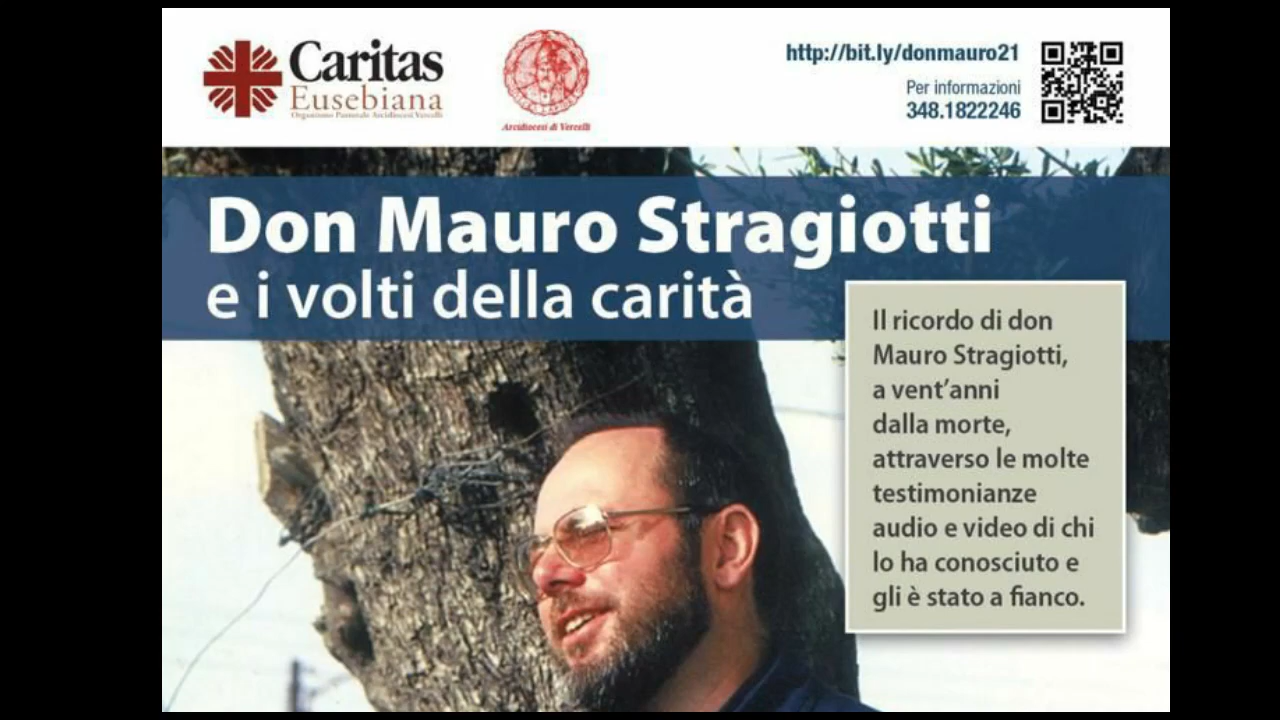 Caritas
Eusebiana
Organismo Pastorale Arcidiocesi Vercelli
Arcidiocesi di Vercelli
http://bit.ly/donmauro21
Per informazioni
348.1822246
Don Mauro Stragiotti
e i volti della carità
Il ricordo di don
Mauro Stragiotti,
a vent’anni
dalla morte,
attraverso le molte
testimonianze
audio e video di chi
lo ha conosciuto e
gli è stato a fianco.